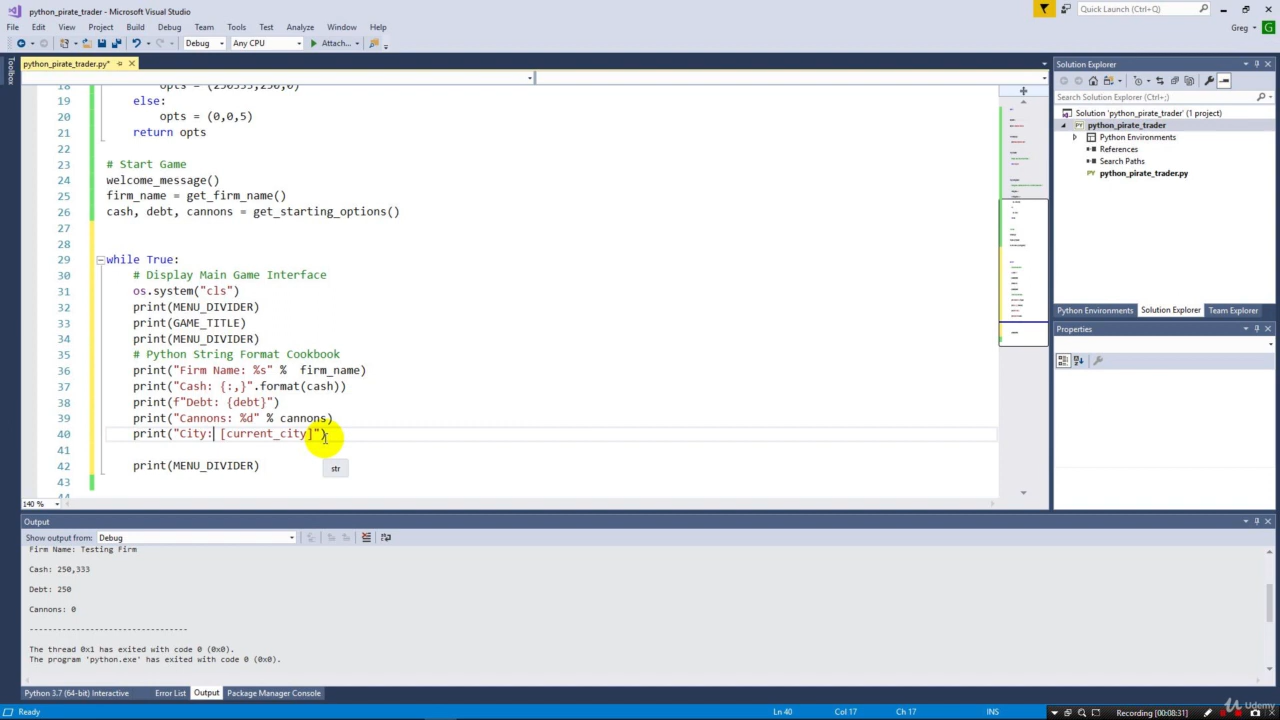 python_pirate_trader - Microsoft Visual Studio
Quick Launch (Ctrl+Q)
File Edit View Project Build Debug Team Tools Test Analyze Window Help
Greg G
Debug Any CPU Attach...
Toolbox
python_pirate_trader.py*
18 opts = (250333,250,0)
19 else:
20 opts = (0,0,5)
21 return opts
22
23 # Start Game
24 welcome_message()
25 firm_name = get_firm_name()
26 cash, debt, cannons = get_starting_options()
27
28
29 while True:
30 # Display Main Game Interface
31 os.system("cls")
32 print(MENU_DIVIDER)
33 print(GAME_TITLE)
34 print(MENU_DIVIDER)
35 # Python String Format Cookbook
36 print("Firm Name: %s" %  firm_name)
37 print("Cash: {:,}".format(cash))
38 print(f"Debt: {debt}")
39 print("Cannons: %d" % cannons)
40 print("City: [current_city]")
41
42 print(MENU_DIVIDER)
str
43
44
140 %
Solution Explorer
Search Solution Explorer (Ctrl+;)
Solution 'python_pirate_trader' (1 project)
python_pirate_trader
Python Environments
References
Search Paths
python_pirate_trader.py
Python Environments Solution Explorer Team Explorer
Properties
Output
Show output from: Debug
Firm Name: Testing Firm
Cash: 250,333
Debt: 250
Cannons: 0
---------------------------------
The thread 0x1 has exited with code 0 (0x0).
The program 'python.exe' has exited with code 0 (0x0).
Python 3.7 (64-bit) Interactive Error List Output Package Manager Console
Ready Ln 40 Col 17 Ch 17 INS
Udemy
Recording [00:08:31]